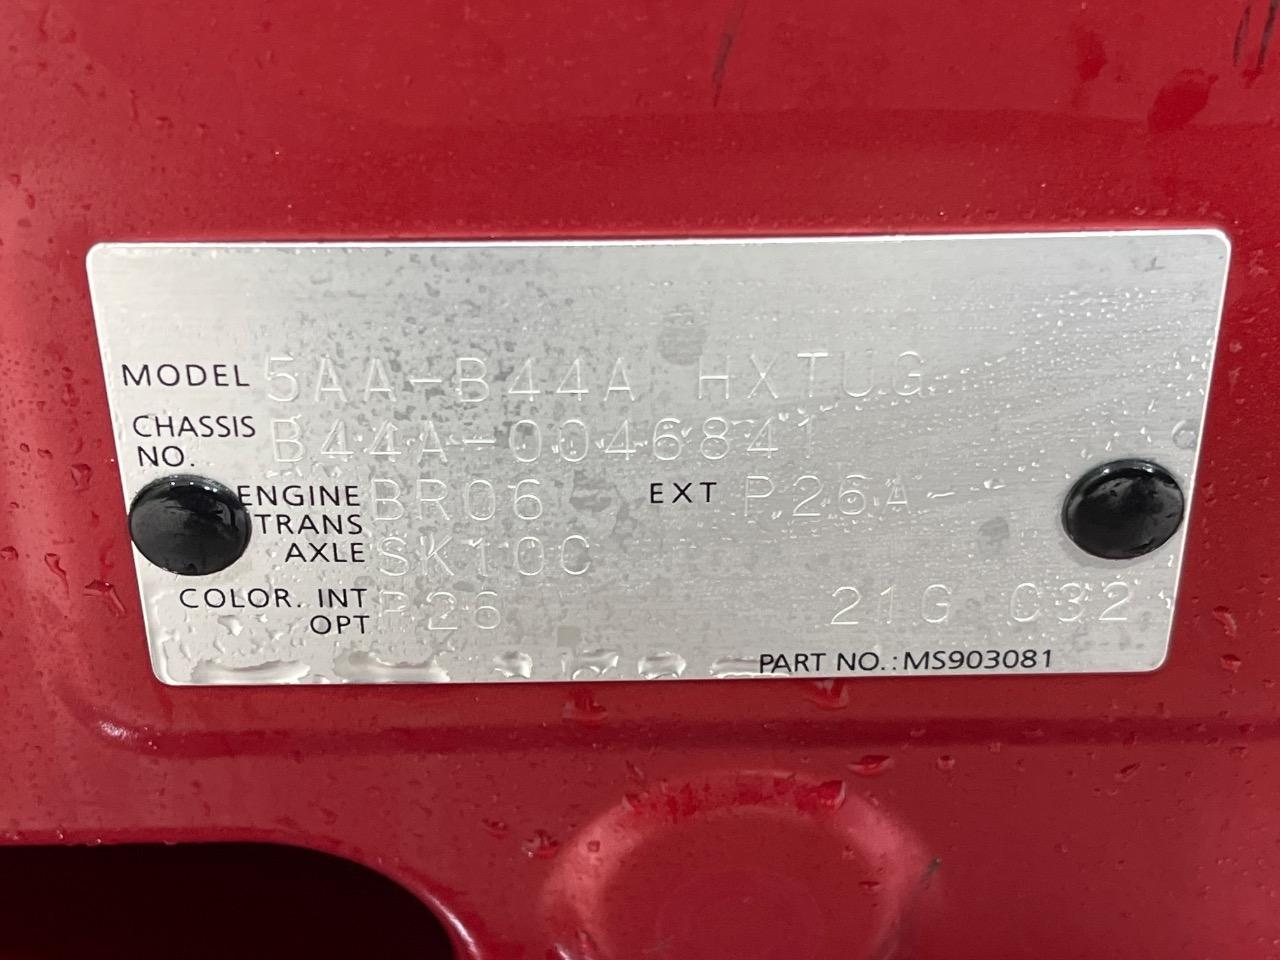 MODEL 5AA-B44A HXTUG
CHASSIS NO. B44A-0046841
ENGINE BR06 EXT P26A
TRANS AXLE SK10C
COLOR. INT OPT P26 21G C32
PART NO.: MS903081